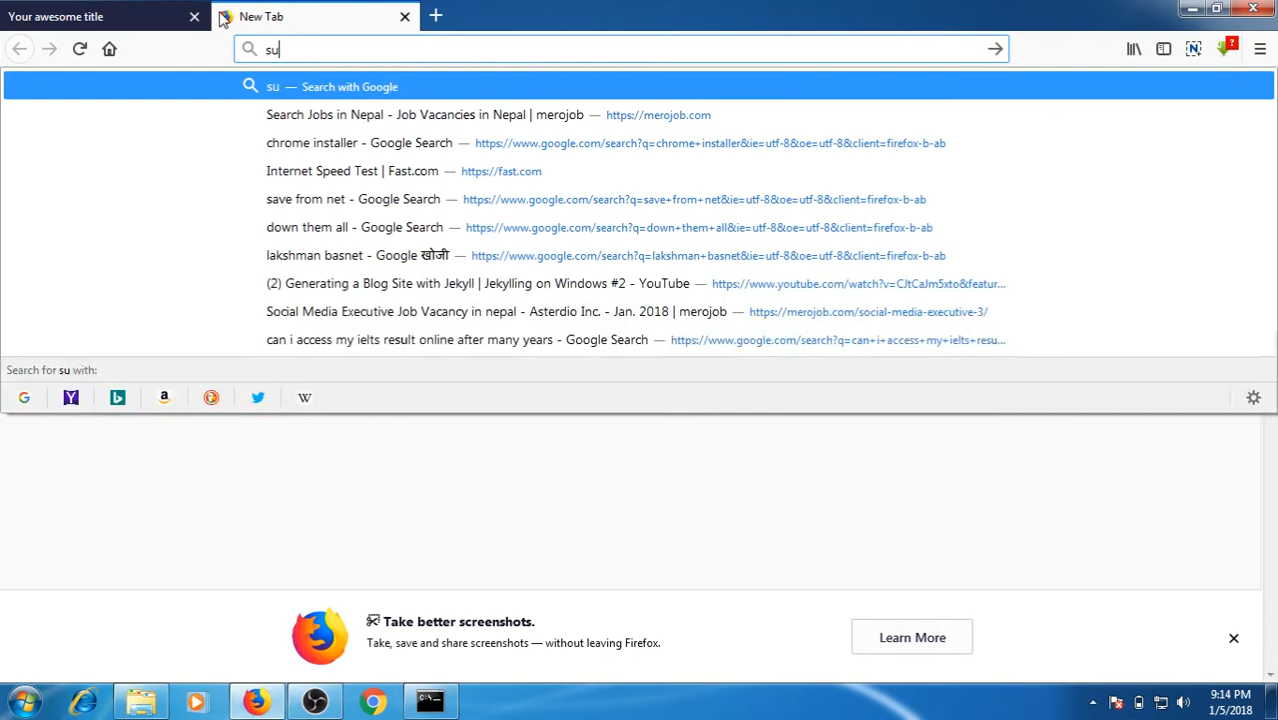 Your awesome title
New Tab
su
su — Search with Google
Search Jobs in Nepal - Job Vacancies in Nepal | merojob — https://merojob.com
chrome installer - Google Search — https://www.google.com/search?q=chrome+installer&ie=utf-8&oe=utf-8&client=firefox-b-ab
Internet Speed Test | Fast.com — https://fast.com
save from net - Google Search — https://www.google.com/search?q=save+from+net&ie=utf-8&oe=utf-8&client=firefox-b-ab
down them all - Google Search — https://www.google.com/search?q=down+them+all&ie=utf-8&oe=utf-8&client=firefox-b-ab
lakshman basnet - Google खोजी — https://www.google.com/search?q=lakshman+basnet&ie=utf-8&oe=utf-8&client=firefox-b-ab
(2) Generating a Blog Site with Jekyll | Jekylling on Windows #2 - YouTube — https://www.youtube.com/watch?v=CJtCaJm5xto&featur...
Social Media Executive Job Vacancy in nepal - Asterdio Inc. - Jan. 2018 | merojob — https://merojob.com/social-media-executive-3/
can i access my ielts result online after many years - Google Search — https://www.google.com/search?q=can+i+access+my+ielts+resu...
Search for su with:
Take better screenshots.
Take, save and share screenshots — without leaving Firefox.
Learn More
9:14 PM
1/5/2018